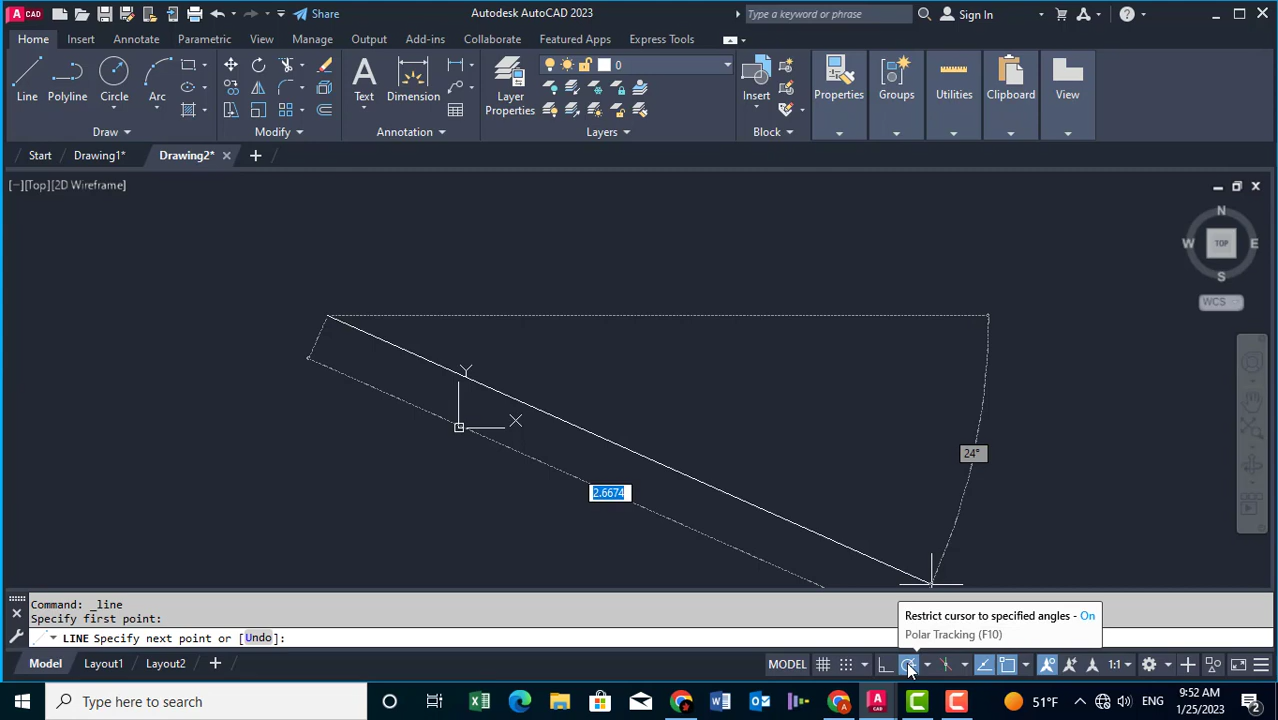 A CAD
Share
Autodesk AutoCAD 2023
Type a keyword or phrase
Sign In
Home
Insert
Annotate
Parametric
View
Manage
Output
Add-ins
Collaborate
Featured Apps
Express Tools
0
Line
Polyline
Circle
Arc
Text
Dimension
Layer
Properties
Insert
Properties
Groups
Utilities
Clipboard
View
Draw
Modify
Annotation
Layers
Block
Start
Drawing1*
Drawing2*
[−][Top][2D Wireframe]
N
W
TOP
E
S
WCS
Y
X
24°
2.6674
Command: _line
Specify first point:
LINE Specify next point or [Undo]:
Restrict cursor to specified angles - On
Polar Tracking (F10)
Model
Layout1
Layout2
MODEL
1:1
Type here to search
51°F
ENG
9:52 AM
1/25/2023
2